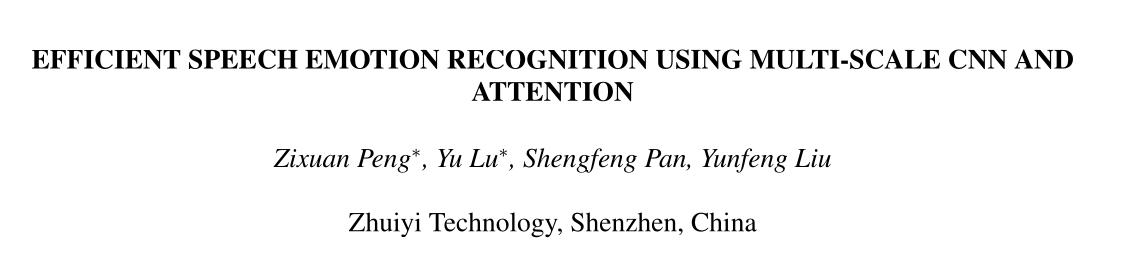 EFFICIENT SPEECH EMOTION RECOGNITION USING MULTI-SCALE CNN AND
ATTENTION
Zixuan Peng*, Yu Lu*, Shengfeng Pan, Yunfeng Liu
Zhuiyi Technology, Shenzhen, China